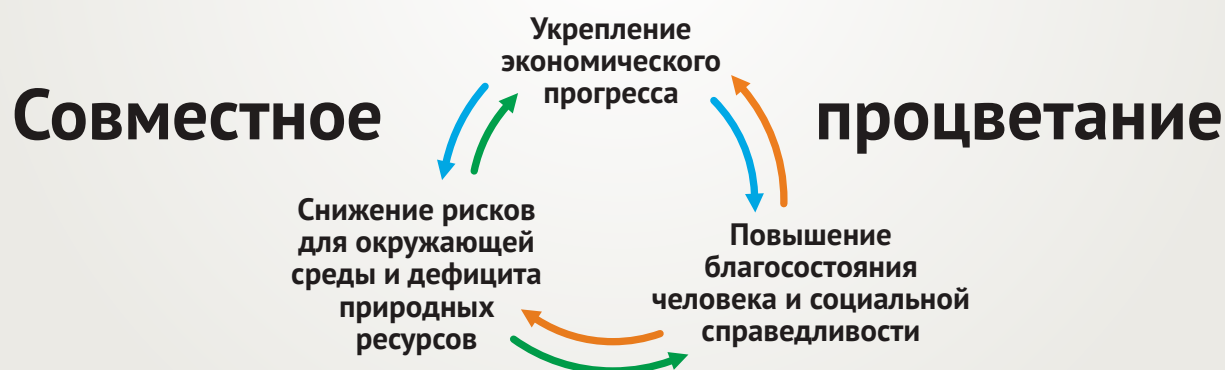 Совместное процветание
Укрепление
экономического
прогресса
Снижение рисков
для окружающей
среды и дефицита
природных
ресурсов
Повышение
благосостояния
человека и социальной
справедливости